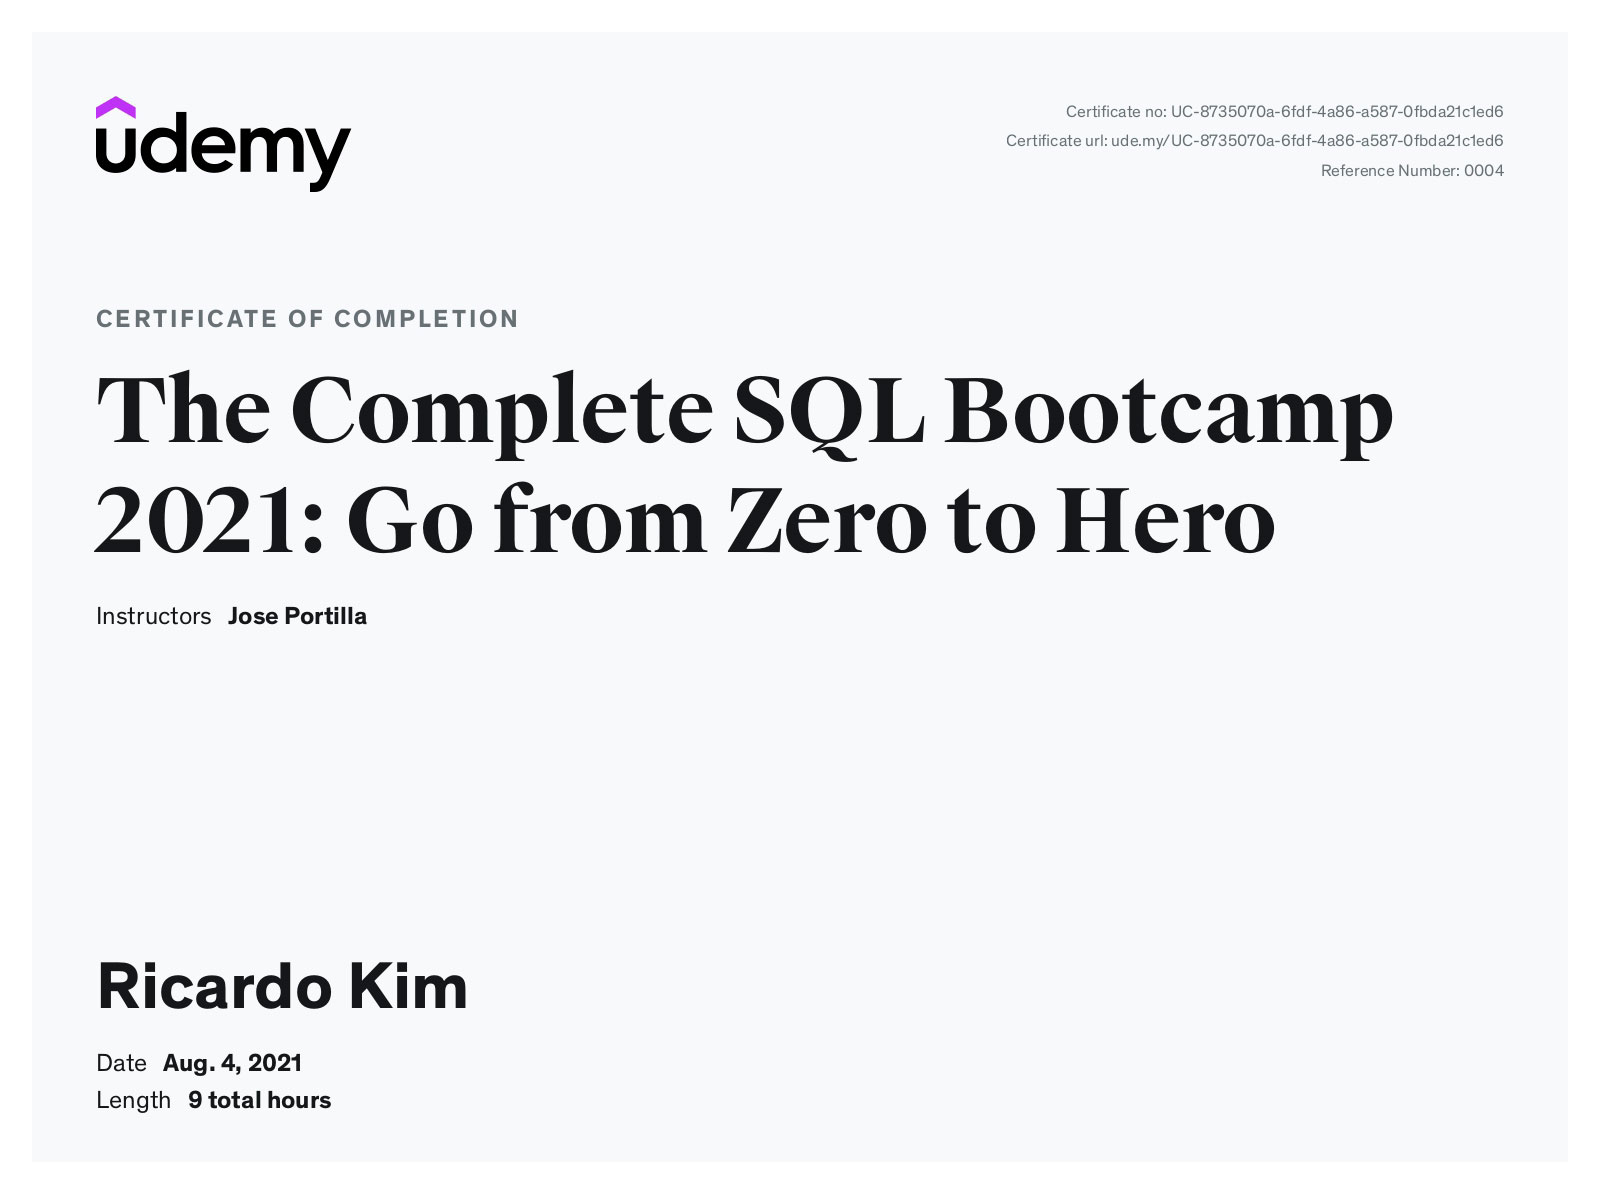 udemy
Certificate no: UC-8735070a-6fdf-4a86-a587-0fbda21c1ed6
Certificate url: ude.my/UC-8735070a-6fdf-4a86-a587-0fbda21c1ed6
Reference Number: 0004
CERTIFICATE OF COMPLETION
The Complete SQL Bootcamp
2021: Go from Zero to Hero
Instructors Jose Portilla
Ricardo Kim
Date Aug. 4, 2021
Length 9 total hours